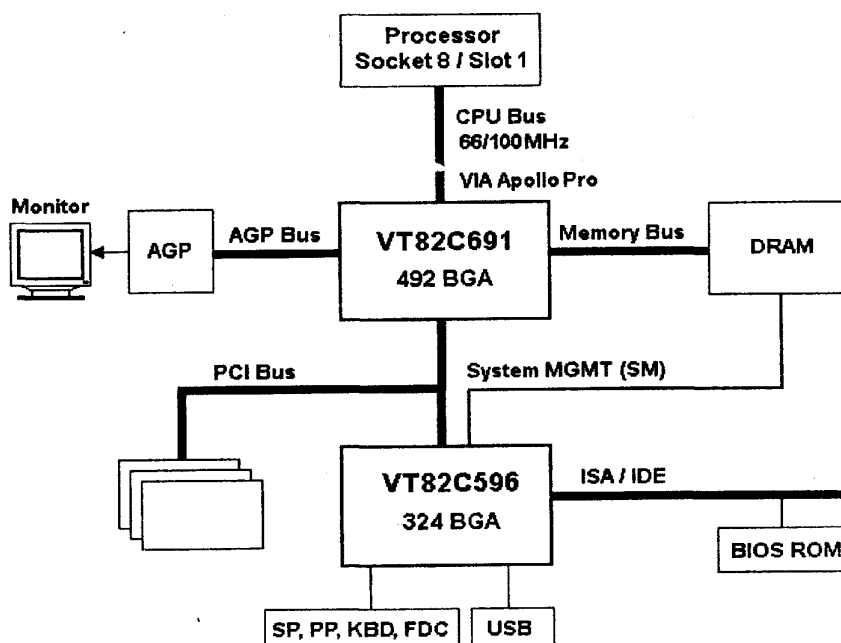 Processor
Socket 8 / Slot 1
CPU Bus
66/100MHz
VIA Apollo Pro
Monitor
AGP
AGP Bus
VT82C691
492 BGA
Memory Bus
DRAM
PCI Bus
System MGMT (SM)
VT82C596
324 BGA
ISA / IDE
BIOS ROM
SP, PP, KBD, FDC
USB